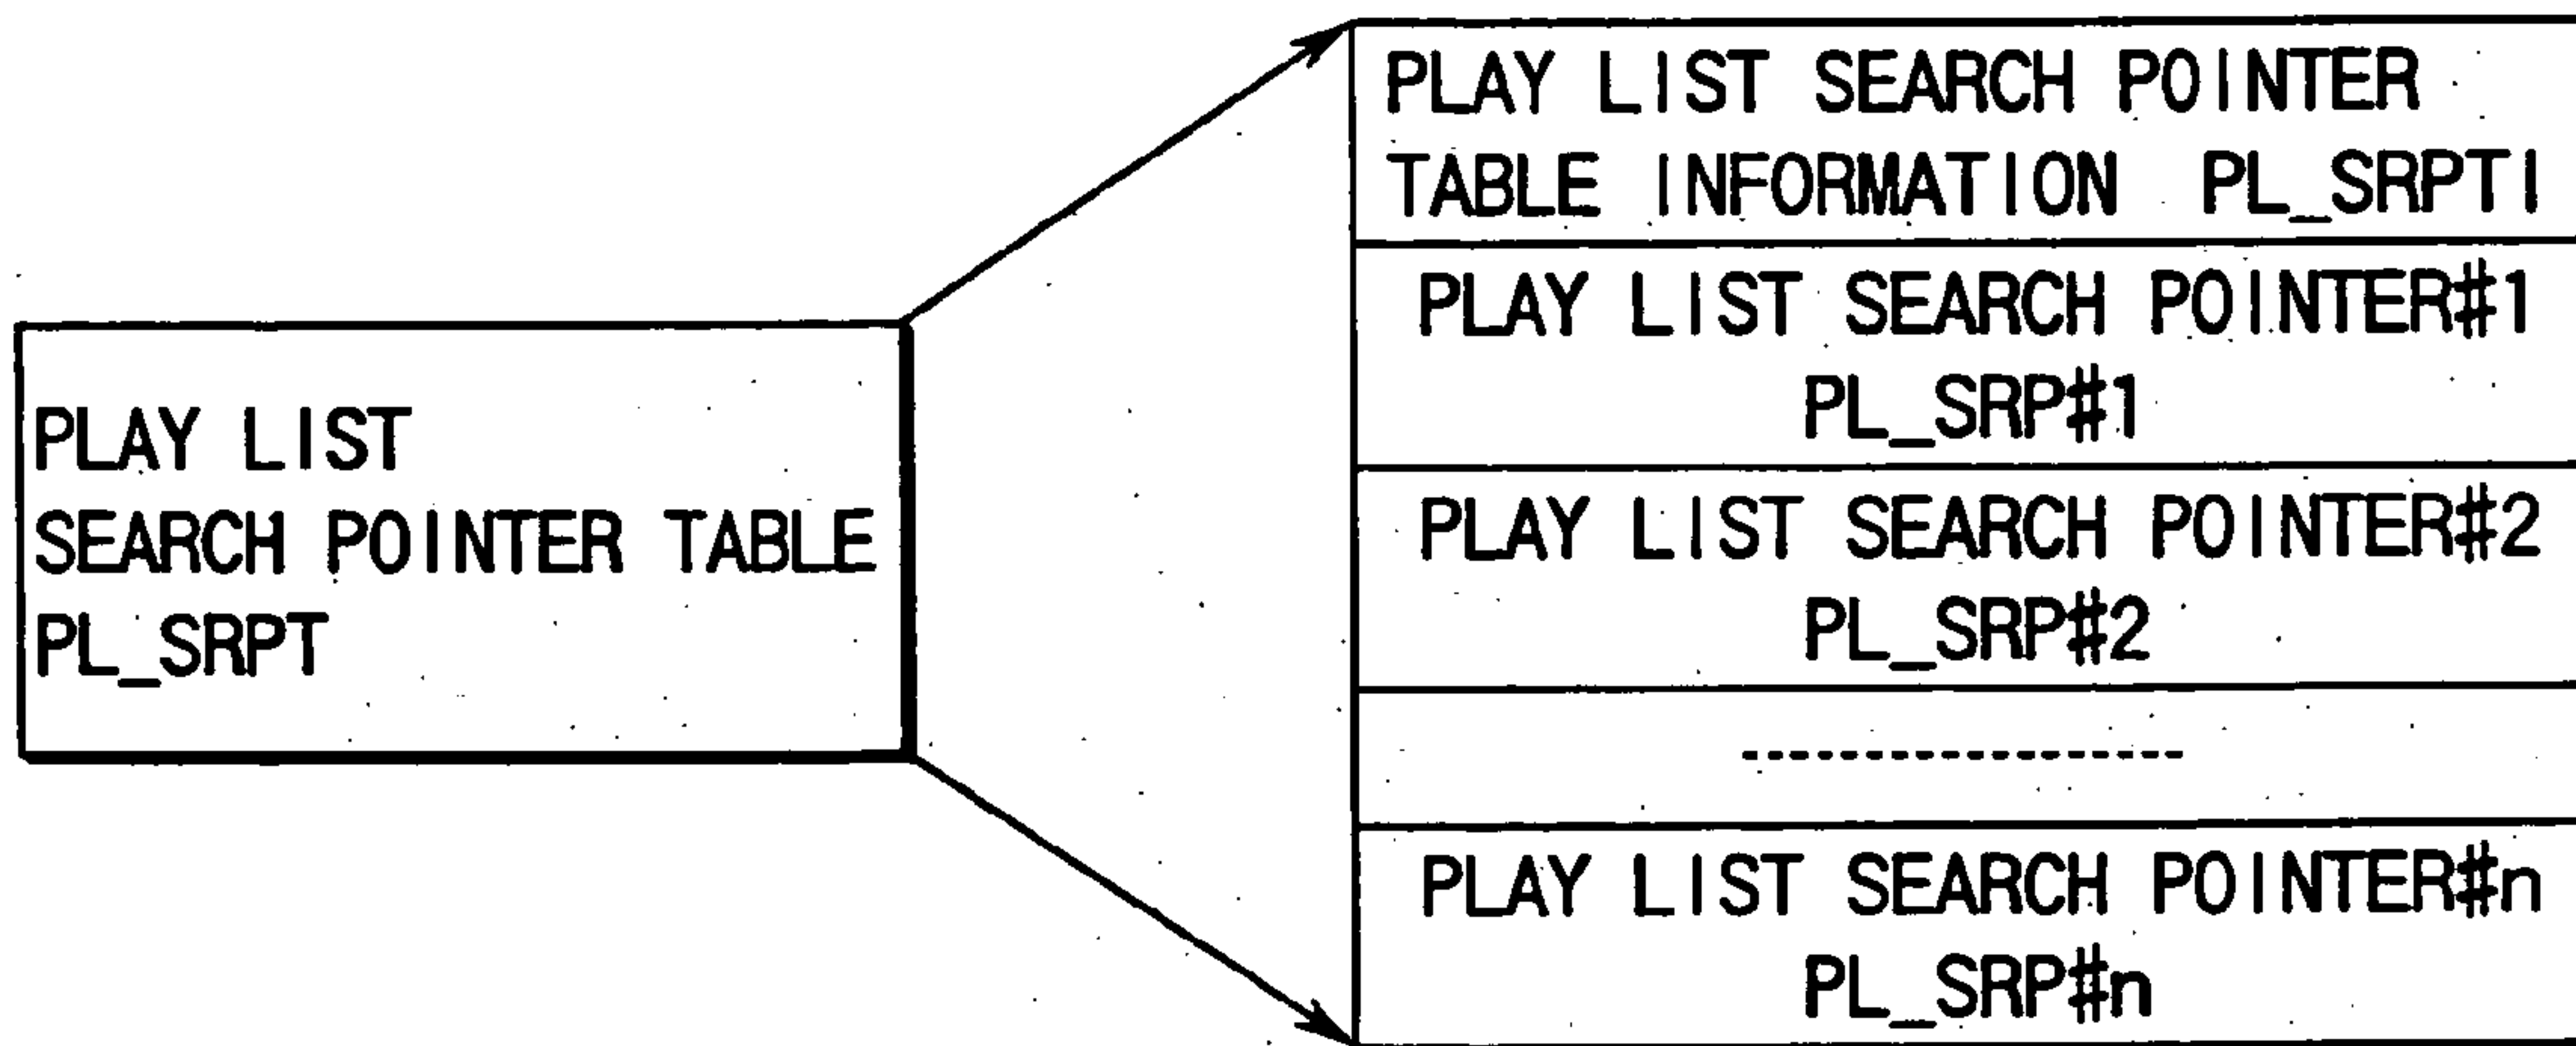 PLAY LIST
SEARCH POINTER TABLE
PL_SRPT
PLAY LIST SEARCH POINTER
TABLE INFORMATION PL_SRPTI
PLAY LIST SEARCH POINTER#1
PL_SRP#1
PLAY LIST SEARCH POINTER#2
PL_SRP#2
PLAY LIST SEARCH POINTER#n
PL_SRP#n